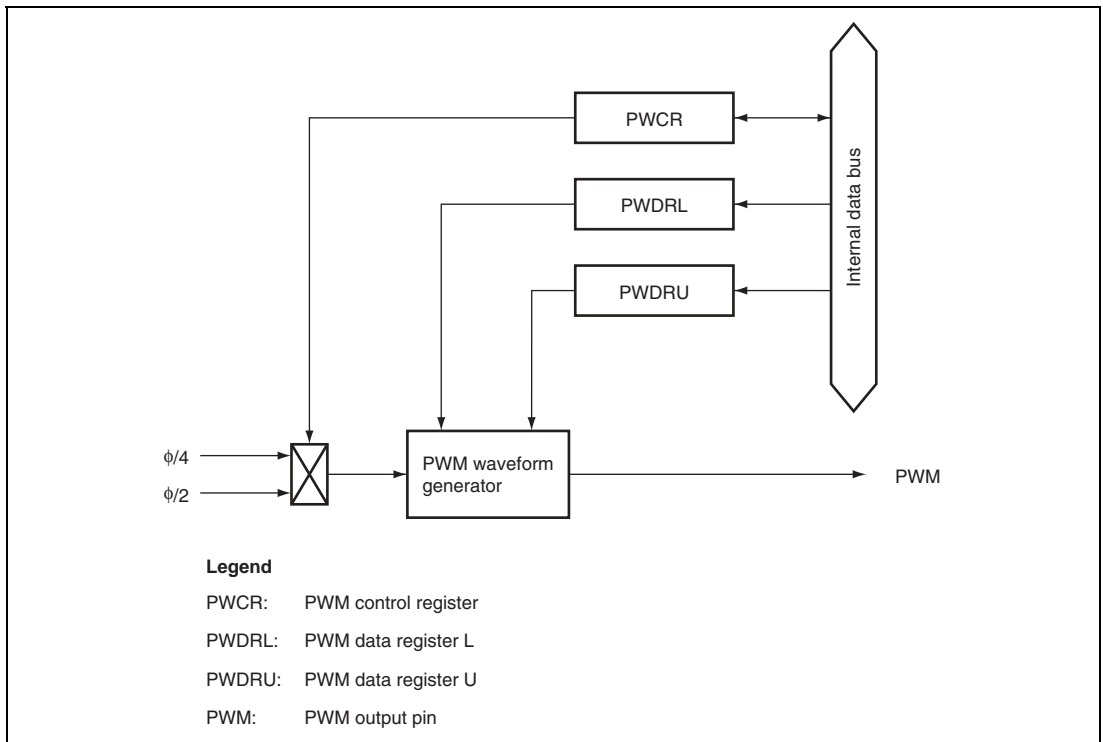 PWCR
PWDRL
PWDRU
Internal data bus
ϕ/4
ϕ/2
PWM waveform
generator
PWM
Legend
PWCR: PWM control register
PWDRL: PWM data register L
PWDRU: PWM data register U
PWM: PWM output pin